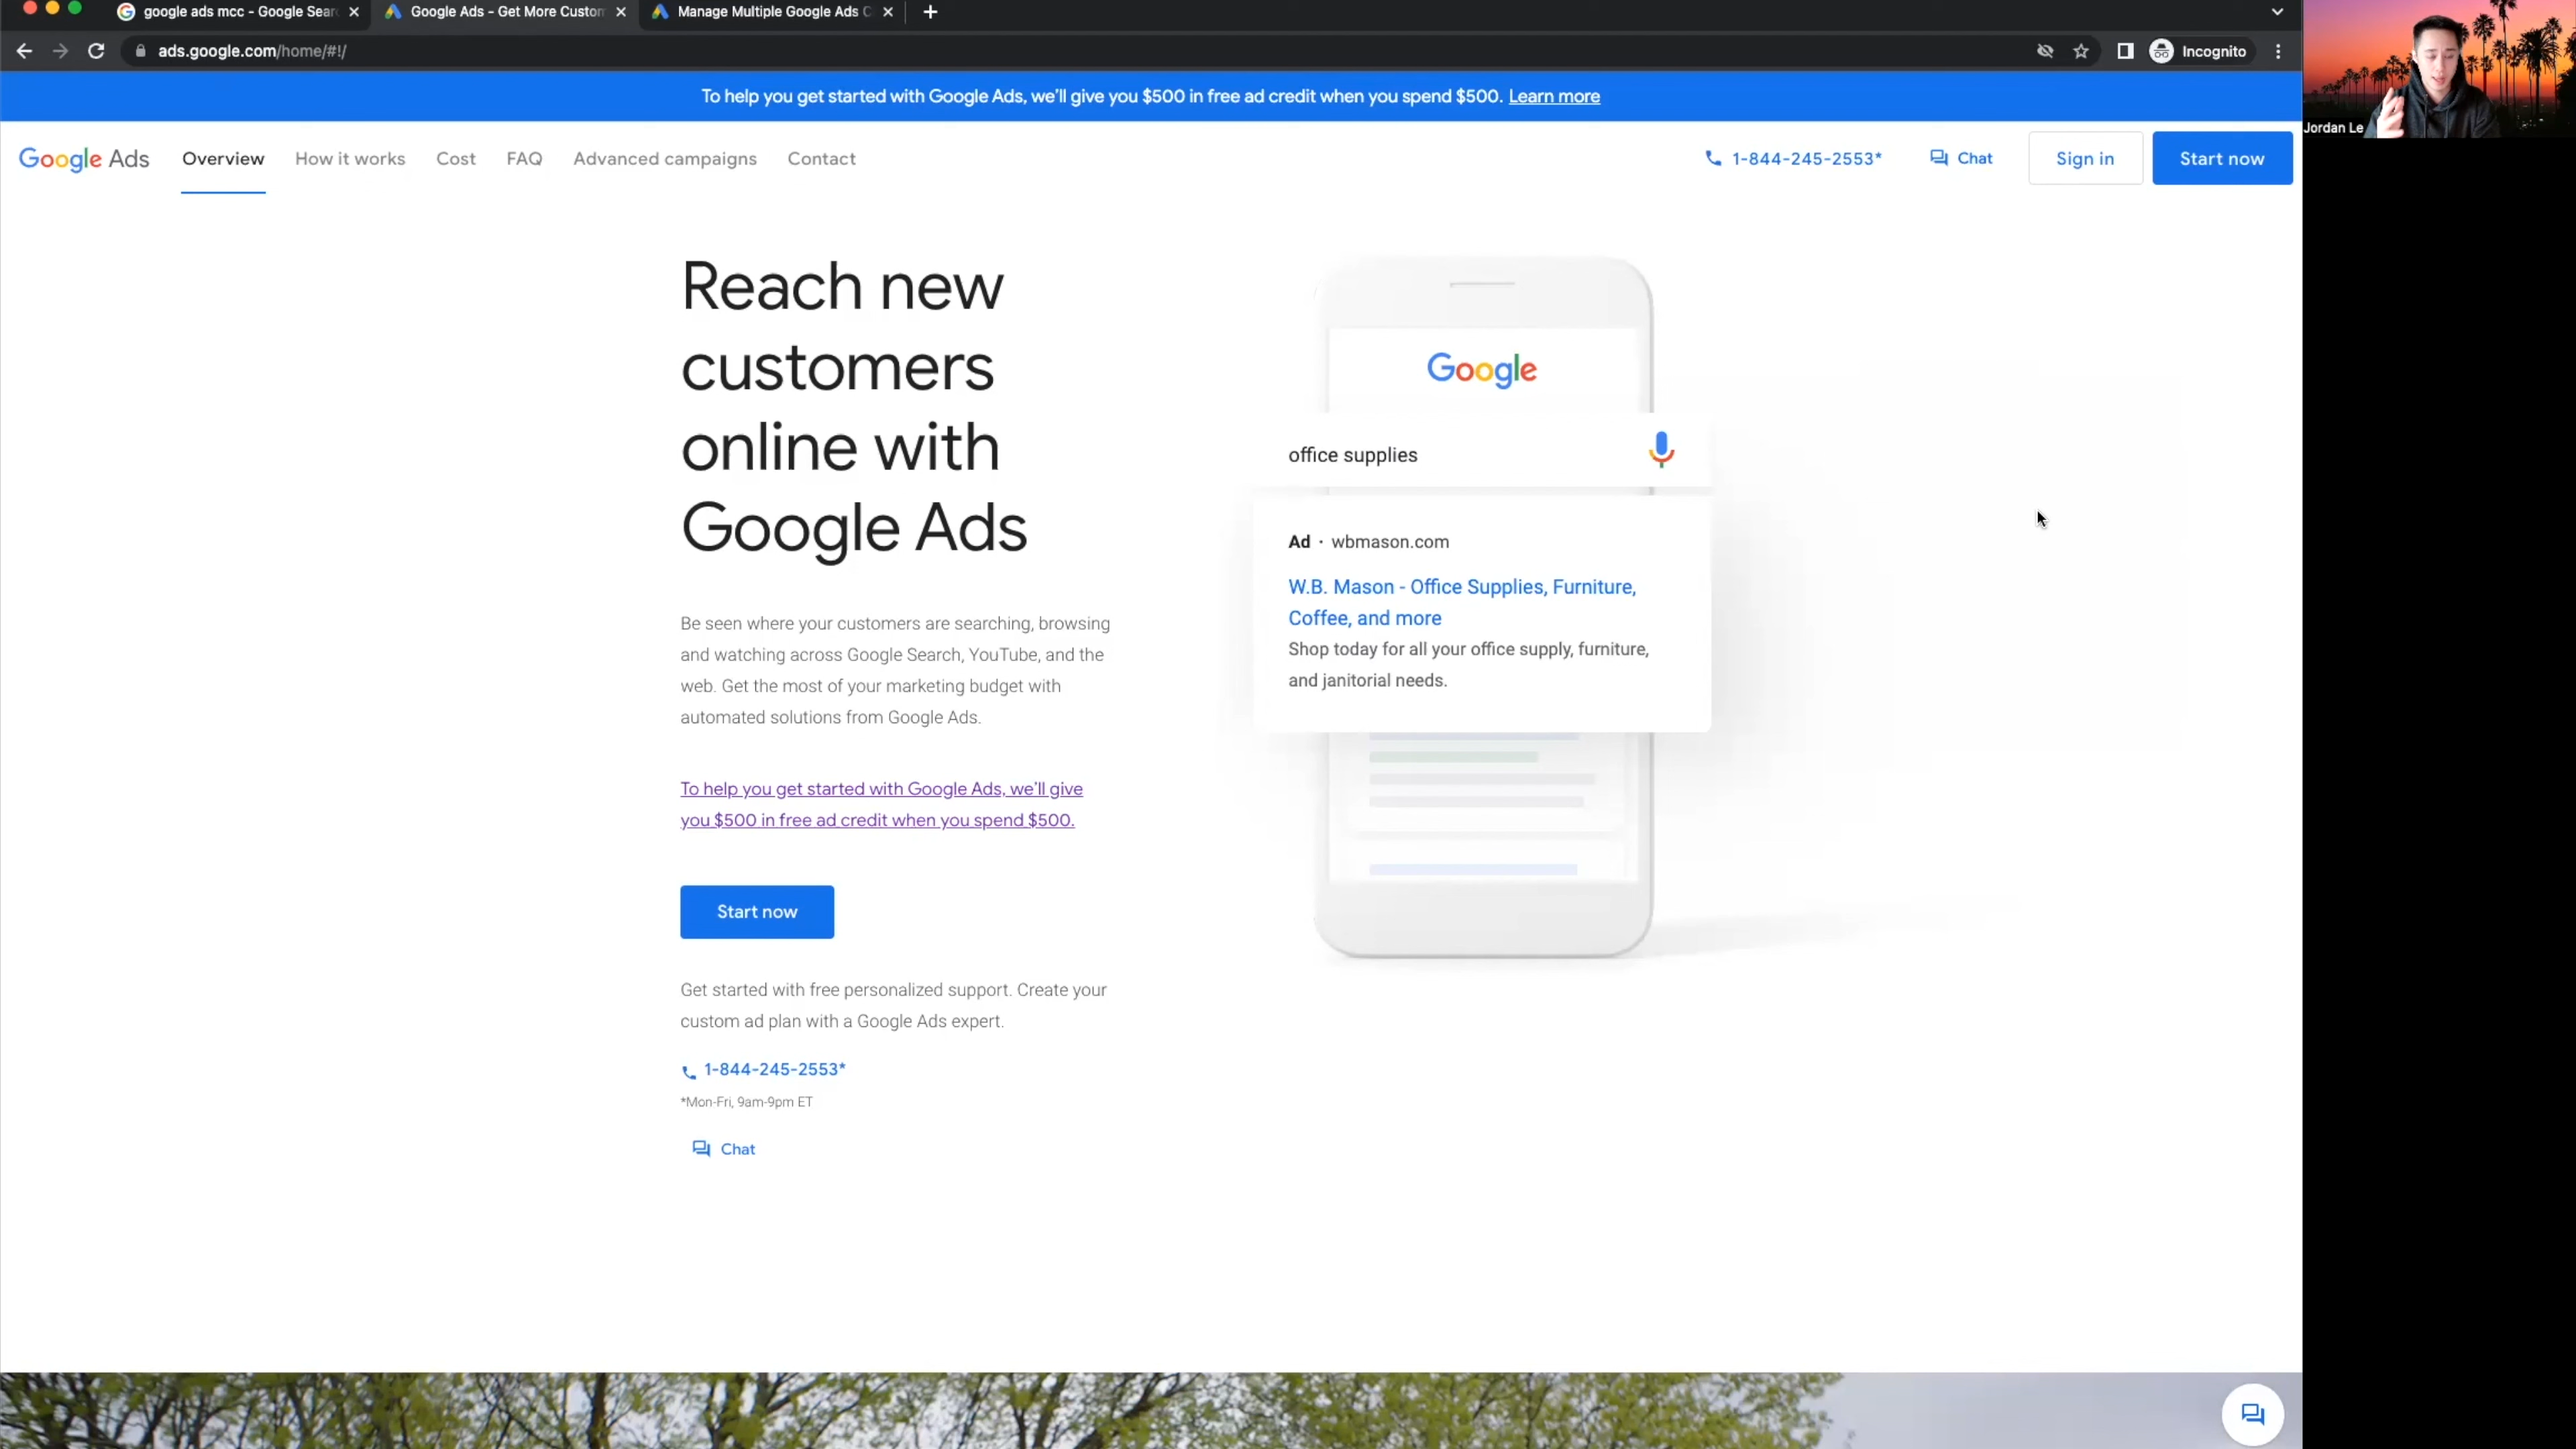 google ads mcc - Google Sear
Google Ads - Get More Custom
Manage Multiple Google Ads C
ads.google.com/home/#!/
Incognito
Jordan Le
To help you get started with Google Ads, we'll give you $500 in free ad credit when you spend $500. Learn more
Google Ads
Overview
How it works
Cost
FAQ
Advanced campaigns
Contact
1-844-245-2553*
Chat
Sign in
Start now
Reach new
customers
online with
Google Ads
Be seen where your customers are searching, browsing
and watching across Google Search, YouTube, and the
web. Get the most of your marketing budget with
automated solutions from Google Ads.
To help you get started with Google Ads, we'll give
you $500 in free ad credit when you spend $500.
Start now
Get started with free personalized support. Create your
custom ad plan with a Google Ads expert.
1-844-245-2553*
*Mon-Fri, 9am-9pm ET
Chat
Google
office supplies
Ad · wbmason.com
W.B. Mason - Office Supplies, Furniture,
Coffee, and more
Shop today for all your office supply, furniture,
and janitorial needs.